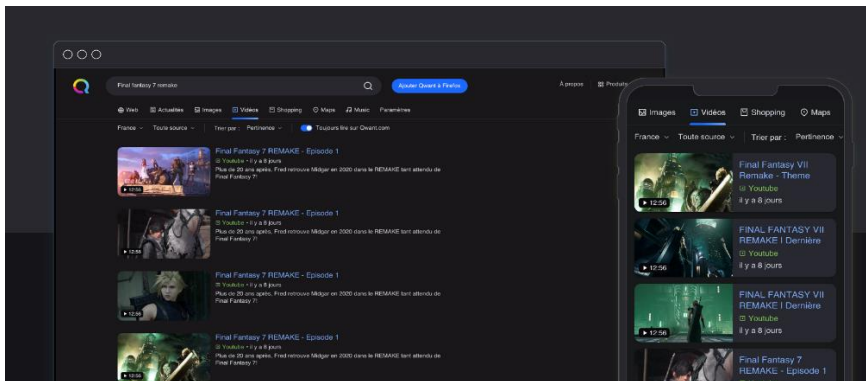 Final fantasy 7 remake
Ajouter Qwant à Firefox
À propos
Produits
Web
Actualités
Images
Vidéos
Shopping
Maps
Music
Paramètres
France
Toute source
Trier par :
Pertinence
Toujours lire sur Qwant.com
Final Fantasy 7 REMAKE - Episode 1
Youtube • il y a 8 jours
Plus de 20 ans après, Fred retrouve Midgar en 2020 dans le REMAKE tant attendu de
Final Fantasy 7!
12:56
Final Fantasy 7 REMAKE - Episode 1
Youtube • il y a 8 jours
Plus de 20 ans après, Fred retrouve Midgar en 2020 dans le REMAKE tant attendu de
Final Fantasy 7!
12:56
Final Fantasy 7 REMAKE - Episode 1
Youtube • il y a 8 jours
Plus de 20 ans après, Fred retrouve Midgar en 2020 dans le REMAKE tant attendu de
Final Fantasy 7!
12:56
Final Fantasy 7 REMAKE - Episode 1
Youtube • il y a 8 jours
Plus de 20 ans après, Fred retrouve Midgar en 2020 dans le REMAKE tant attendu de
Final Fantasy 7!
12:56
Images
Vidéos
Shopping
Maps
France
Toute source
Trier par :
Pertinence
Final Fantasy VII
Remake - Theme
Youtube
il y a 8 jours
12:56
FINAL FANTASY VII
REMAKE I Dernière
Youtube
il y a 8 jours
12:56
FINAL FANTASY VII
REMAKE I Dernière
Youtube
il y a 8 jours
12:56
Final Fantasy 7
REMAKE - Episode 1